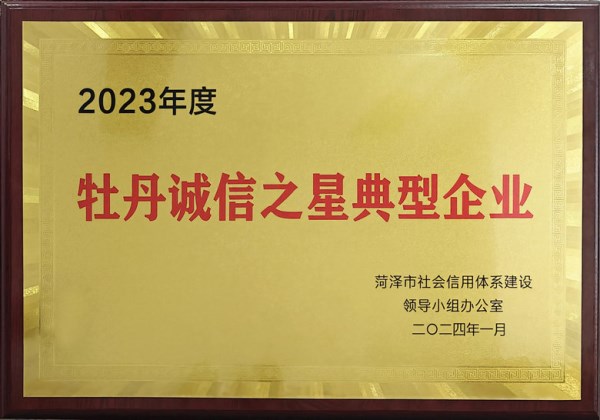 2023年度
牡丹诚信之星典型企业
菏泽市社会信用体系建设
领导小组办公室
二〇二四年一月